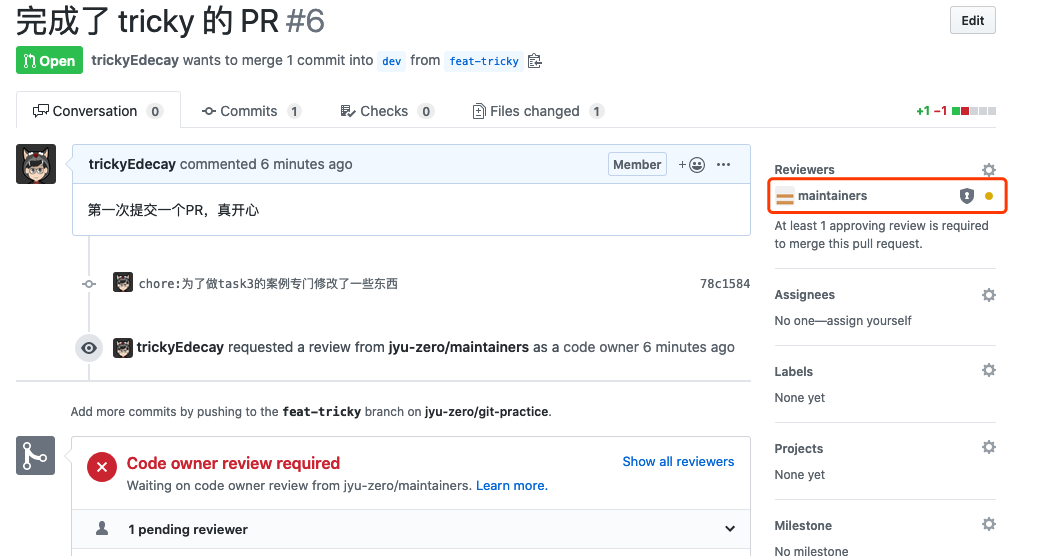 完成了 tricky 的 PR #6
Edit
Open trickyEdecay wants to merge 1 commit into dev from feat-tricky
Conversation 0 Commits 1 Checks 0 Files changed 1 +1 −1
trickyEdecay commented 6 minutes ago Member
第一次提交一个PR，真开心
chore:为了做task3的案例专门修改了一些东西 78c1584
trickyEdecay requested a review from jyu-zero/maintainers as a code owner 6 minutes ago
Add more commits by pushing to the feat-tricky branch on jyu-zero/git-practice.
Code owner review required Show all reviewers
Waiting on code owner review from jyu-zero/maintainers. Learn more.
1 pending reviewer
Reviewers
maintainers
At least 1 approving review is required
to merge this pull request.
Assignees
No one—assign yourself
Labels
None yet
Projects
None yet
Milestone
No milestone